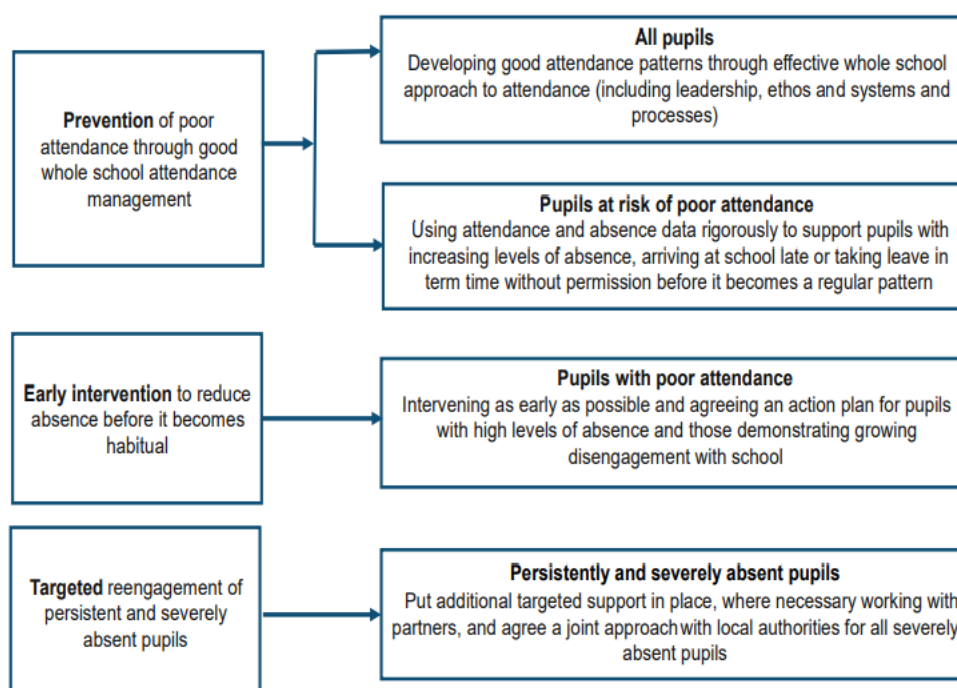 Prevention of poor
attendance through good
whole school attendance
management
All pupils
Developing good attendance patterns through effective whole school
approach to attendance (including leadership, ethos and systems and
processes)
Pupils at risk of poor attendance
Using attendance and absence data rigorously to support pupils with
increasing levels of absence, arriving at school late or taking leave in
term time without permission before it becomes a regular pattern
Early intervention to reduce
absence before it becomes
habitual
Pupils with poor attendance
Intervening as early as possible and agreeing an action plan for pupils
with high levels of absence and those demonstrating growing
disengagement with school
Targeted reengagement of
persistent and severely
absent pupils
Persistently and severely absent pupils
Put additional targeted support in place, where necessary working with
partners, and agree a joint approach with local authorities for all severely
absent pupils